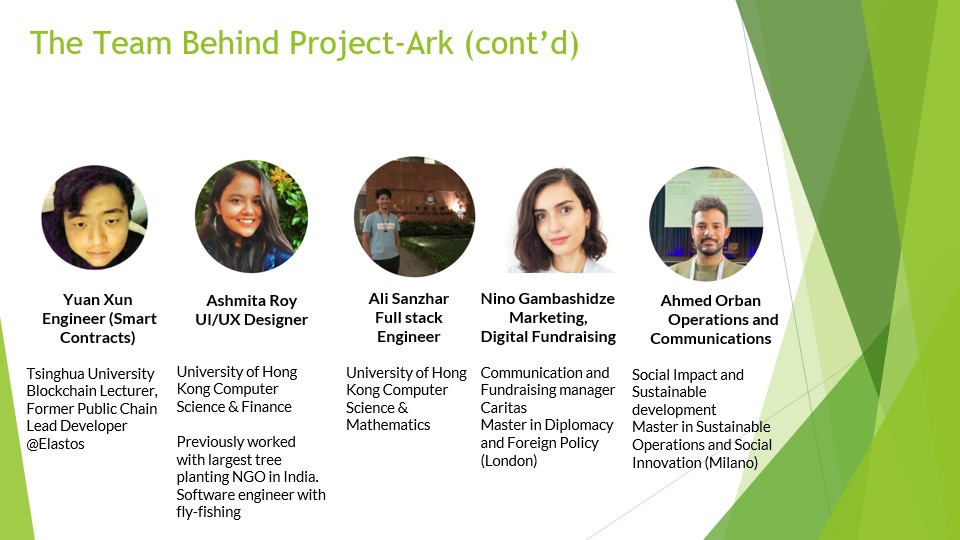 The Team Behind Project-Ark (cont’d)
Yuan Xun
Engineer (Smart
Contracts)
Tsinghua University
Blockchain Lecturer,
Former Public Chain
Lead Developer
@Elastos
Ashmita Roy
UI/UX Designer
University of Hong
Kong Computer
Science & Finance
Previously worked
with largest tree
planting NGO in India.
Software engineer with
fly-fishing
Ali Sanzhar
Full stack
Engineer
University of Hong
Kong Computer
Science &
Mathematics
Nino Gambashidze
Marketing,
Digital Fundraising
Communication and
Fundraising manager
Caritas
Master in Diplomacy
and Foreign Policy
(London)
Ahmed Orban
Operations and
Communications
Social Impact and
Sustainable
development
Master in Sustainable
Operations and Social
Innovation (Milano)